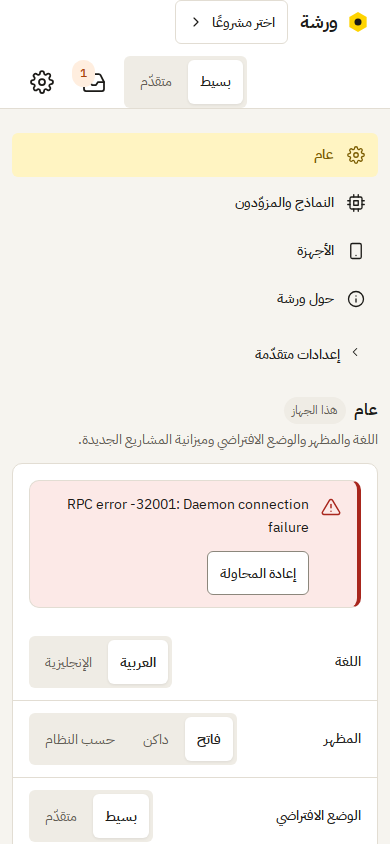 ورشة
اختر مشروعًا
بسيط
متقدّم
1
عام
النماذج والمزوّدون
الأجهزة
حول ورشة
إعدادات متقدّمة
عام هذا الجهاز
اللغة والمظهر والوضع الافتراضي وميزانية المشاريع الجديدة.
RPC error -32001: Daemon connection
failure
إعادة المحاولة
اللغة
العربية
الإنجليزية
المظهر
فاتح
داكن
حسب النظام
الوضع الافتراضي
بسيط
متقدّم